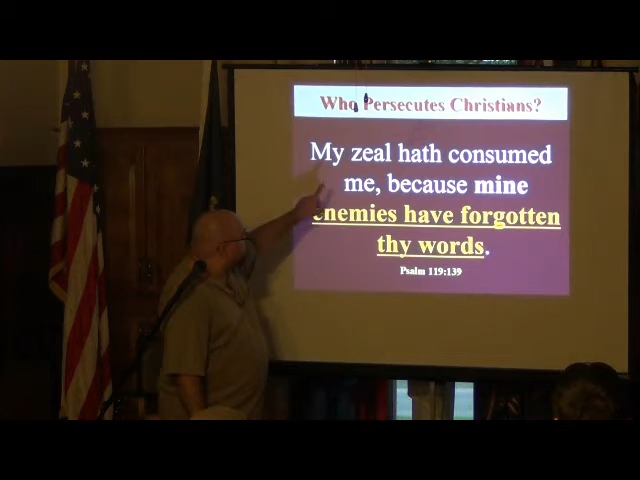 Who Persecutes Christians?
My zeal hath consumed
me, because mine
enemies have forgotten
thy words.
Psalm 119:139